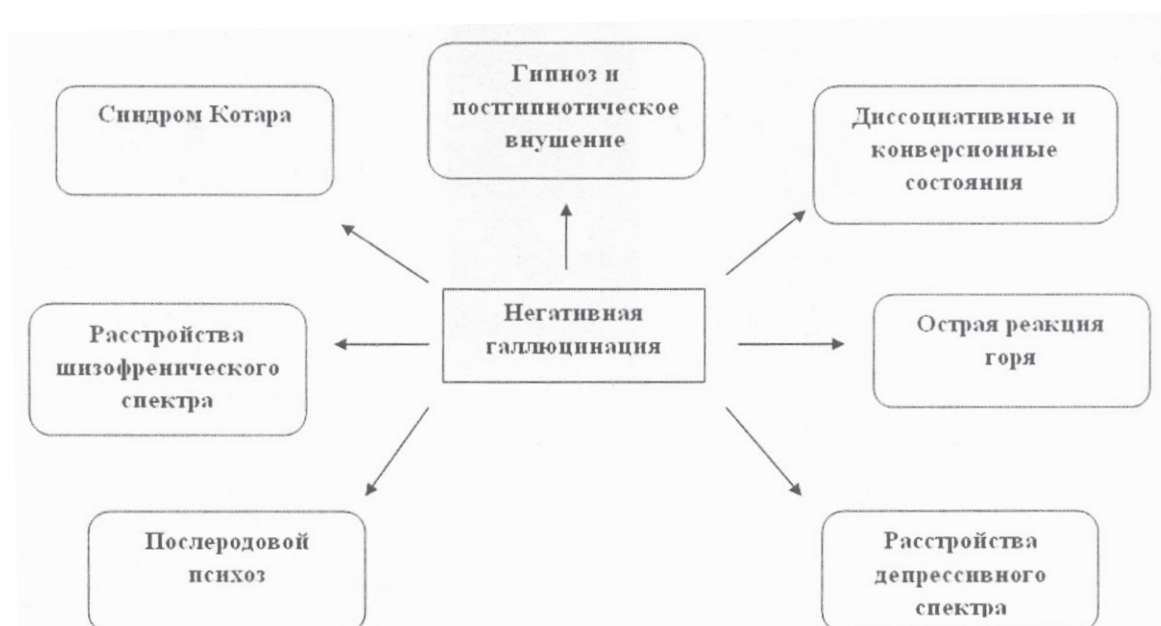 Гипноз и
постгипнотическое
внушение
Синдром Котара
Диссоциативные и
конверсионные
состояния
Негативная
галлюцинация
Расстройства
шизофренического
спектра
Острая реакция
горя
Послеродовой
психоз
Расстройства
депрессивного
спектра